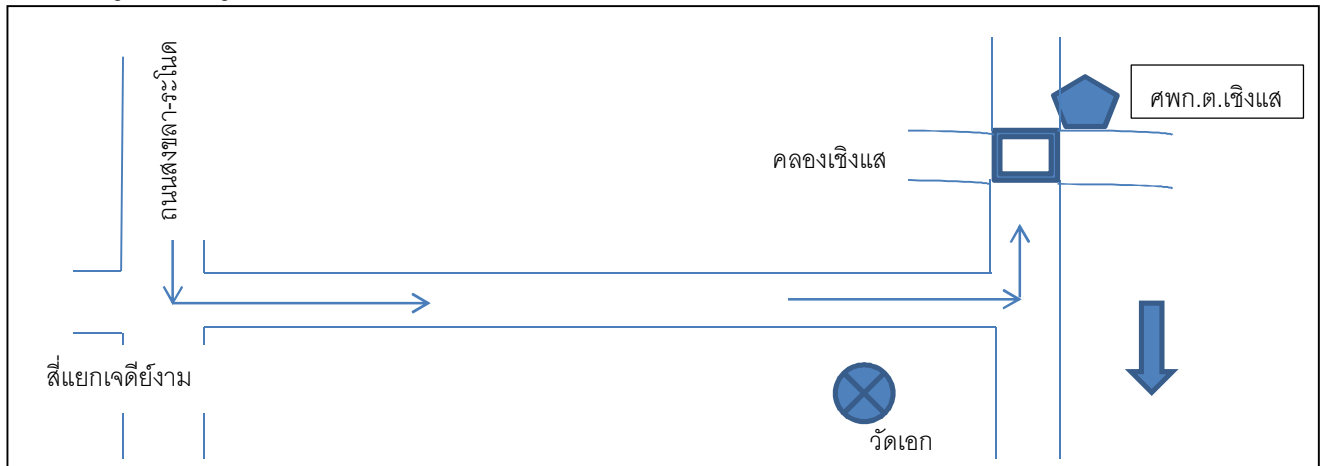 ถนนสงขลา-ระโนด
ศพก.ต.เชิงแส
คลองเชิงแส
สี่แยกเจดีย์งาม
วัดเอก